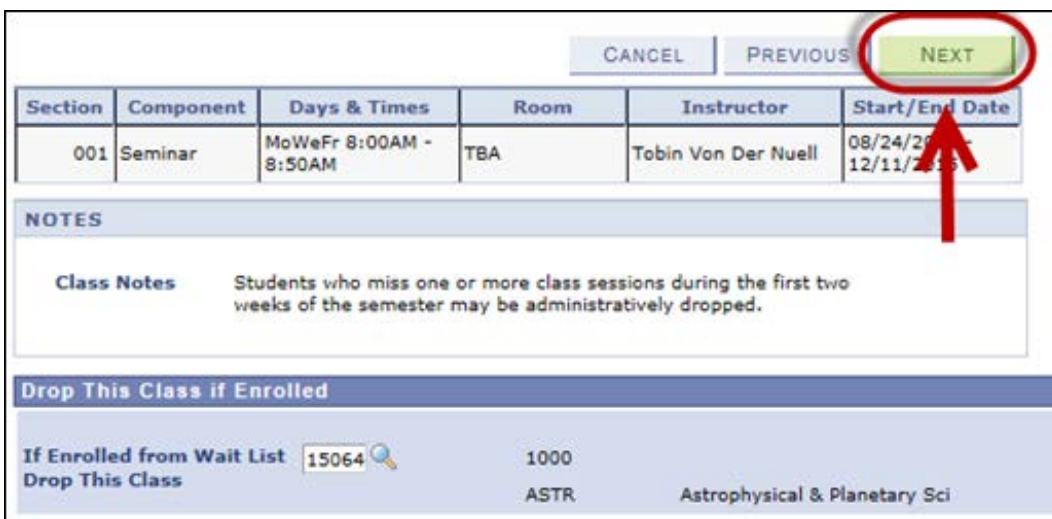 CANCEL PREVIOUS NEXT
Section Component Days & Times Room Instructor Start/End Date
001 Seminar MoWeFr 8:00AM - 8:50AM TBA Tobin Von Der Nuell 08/24/ - 12/11/
NOTES
Class Notes Students who miss one or more class sessions during the first two
weeks of the semester may be administratively dropped.
Drop This Class if Enrolled
If Enrolled from Wait List 15064 1000
Drop This Class
ASTR Astrophysical & Planetary Sci